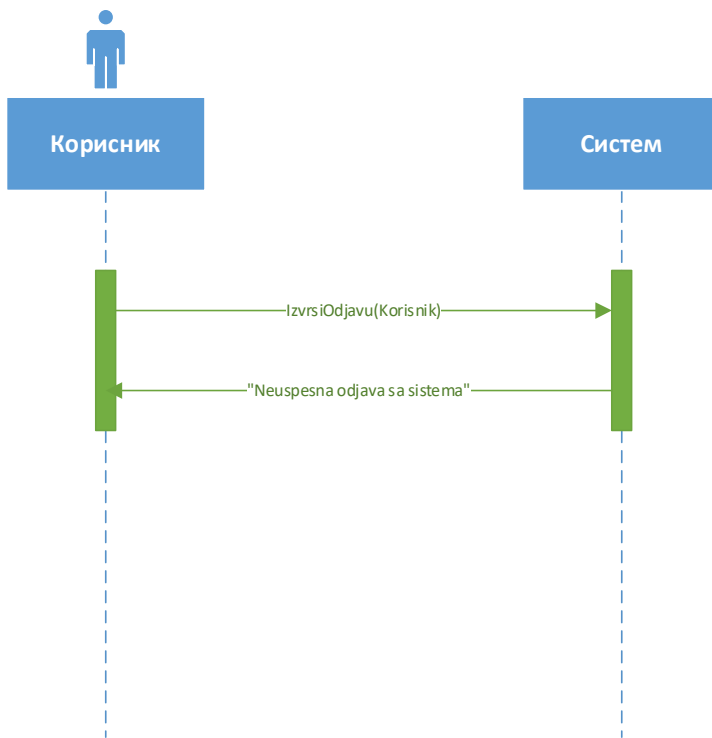 Корисник
Систем
IzvrsiOdjavu(Korisnik)
"Neuspesna odjava sa sistema"